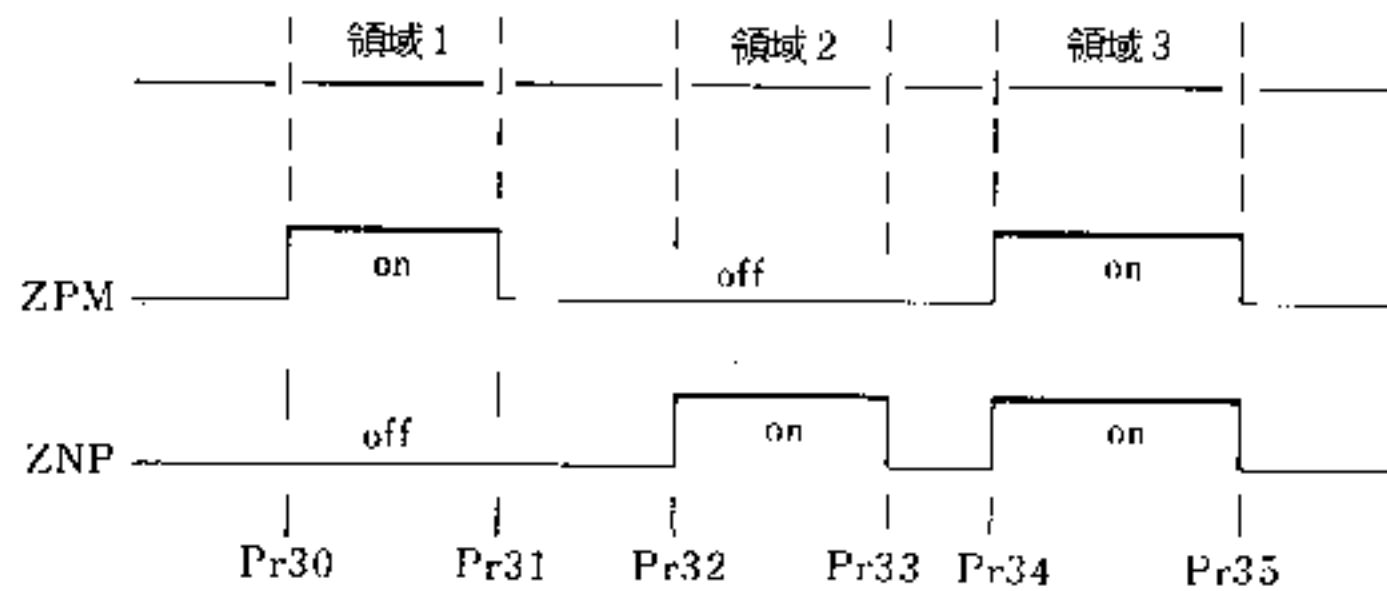 領域1 領域2 領域3
on off on
ZPM
on on
off
ZNP
Pr30 Pr31 Pr32 Pr33 Pr34 Pr35